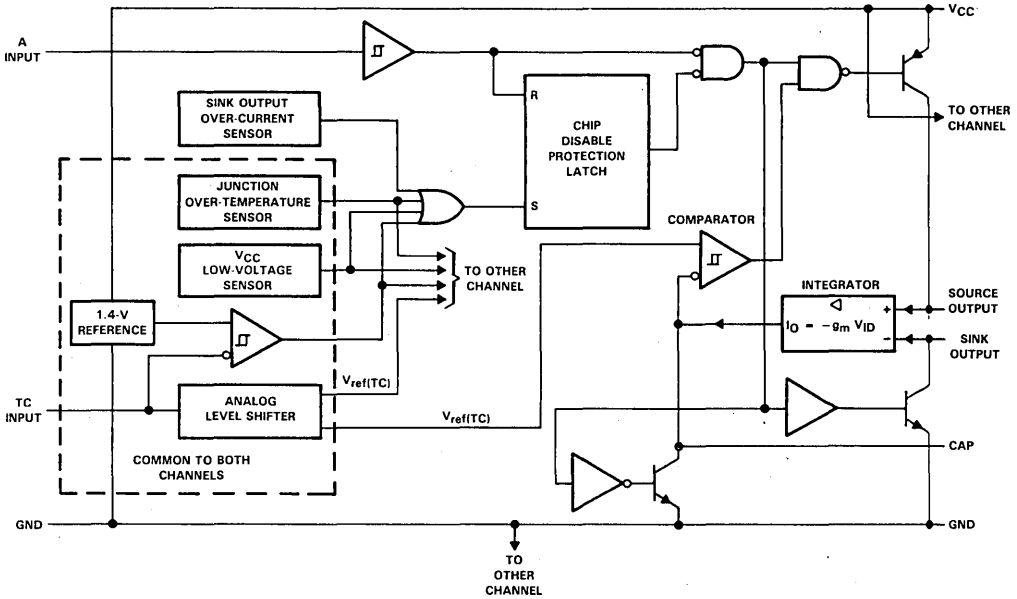 VCC
A
INPUT
SINK OUTPUT
OVER-CURRENT
SENSOR
R
CHIP
DISABLE
PROTECTION
LATCH
S
TO OTHER
CHANNEL
JUNCTION
OVER-TEMPERATURE
SENSOR
COMPARATOR
VCC
LOW-VOLTAGE
SENSOR
TO OTHER
CHANNEL
INTEGRATOR
1.4-V
REFERENCE
+
IO = −gm VID
−
SOURCE
OUTPUT
SINK
OUTPUT
Vref(TC)
TC
INPUT
ANALOG
LEVEL SHIFTER
Vref(TC)
CAP
COMMON TO BOTH
CHANNELS
GND
GND
TO
OTHER
CHANNEL